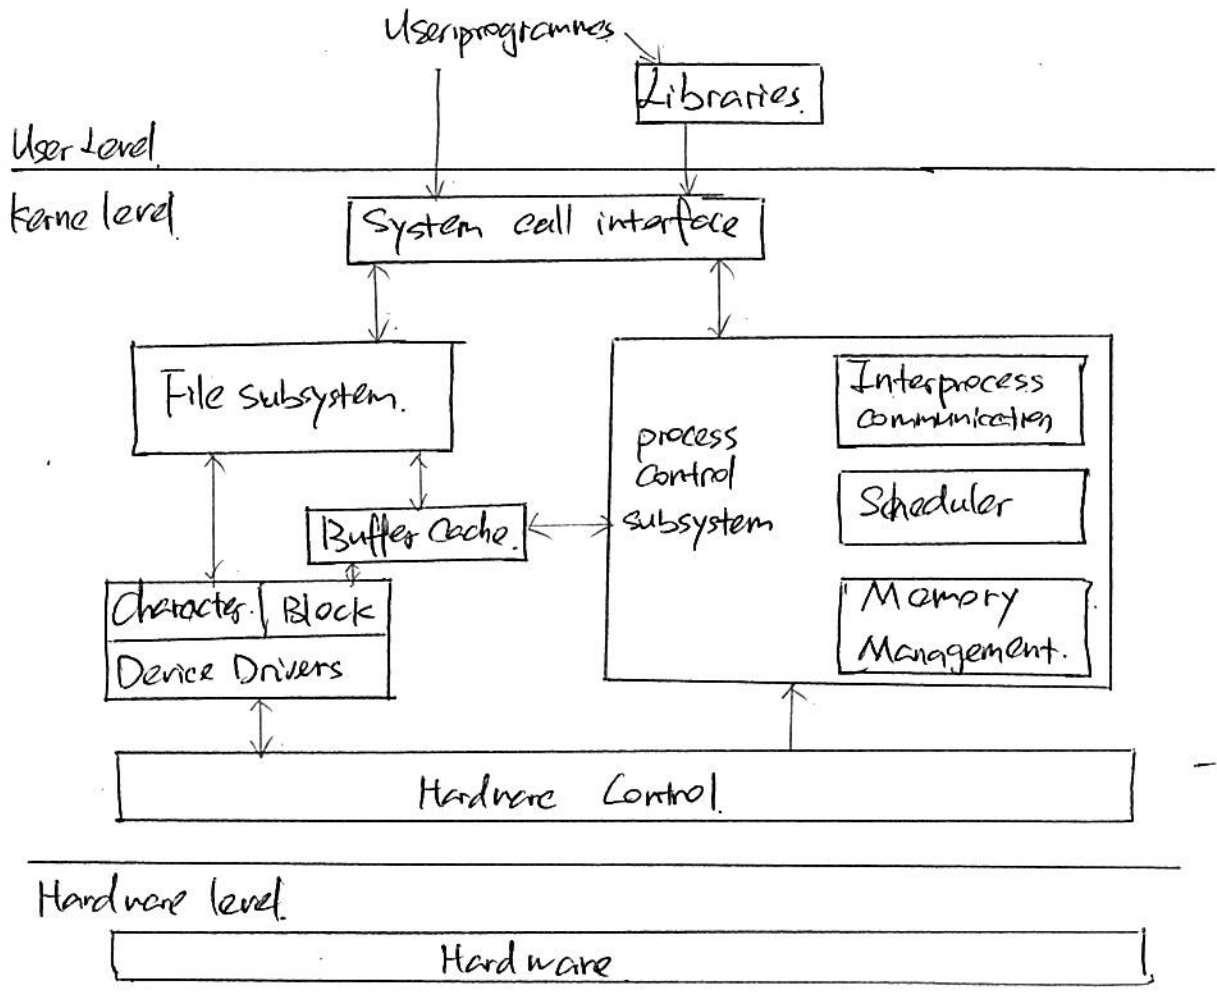 Userprogrammes
Libraries.
User Level.
Kerne level.
System call interface
File subsystem.
Interprocess
communication
process
control
subsystem
Scheduler
Buffer Cache.
Character. Block
Memory
Management.
Device Drivers
Hardware Control.
Hardware level.
Hardware